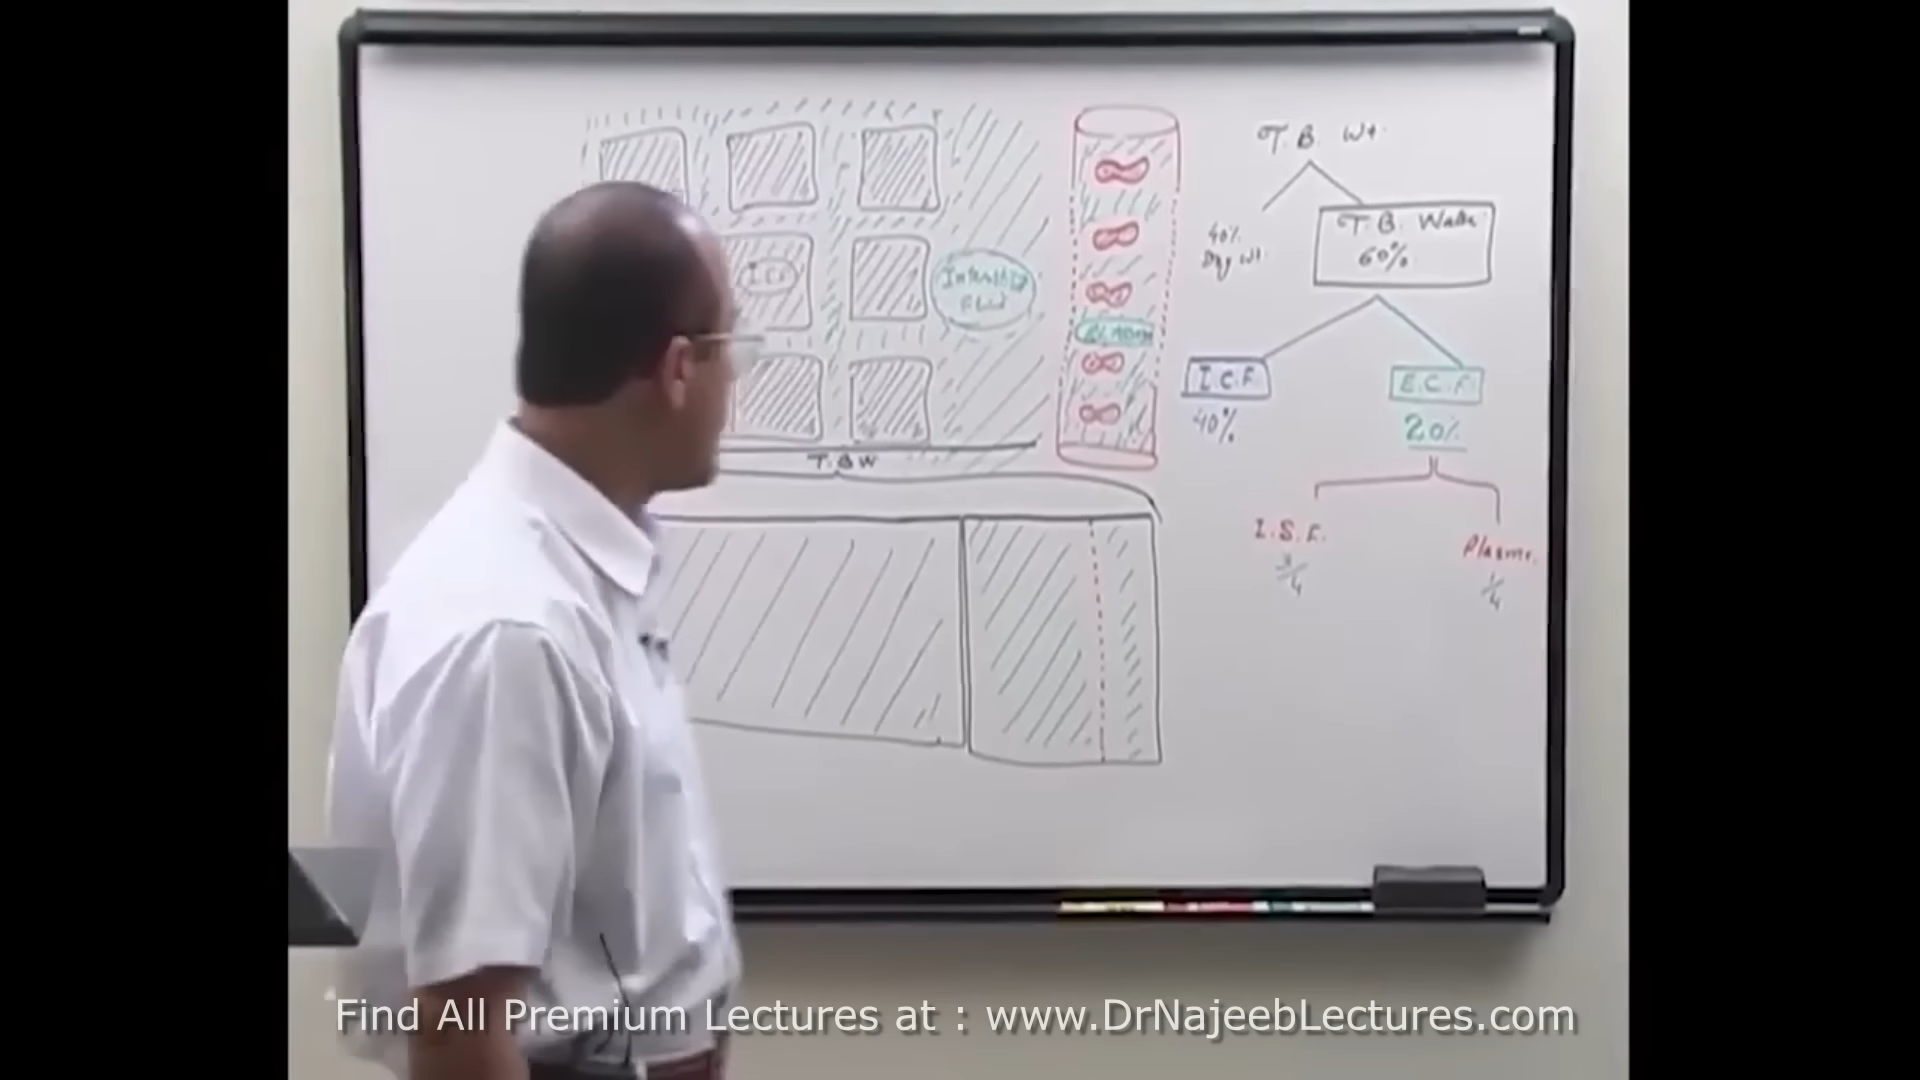 T. B. Wt.
40%
Dry wt.
T. B. Water
60%
I.C.F
Interstitial
Fluid
PLASMA
I.C.F.
40%
E.C.F.
20%
T.B.W
I.S.F.
3/4
Plasma
1/4
Find All Premium Lectures at : www.DrNajeebLectures.com